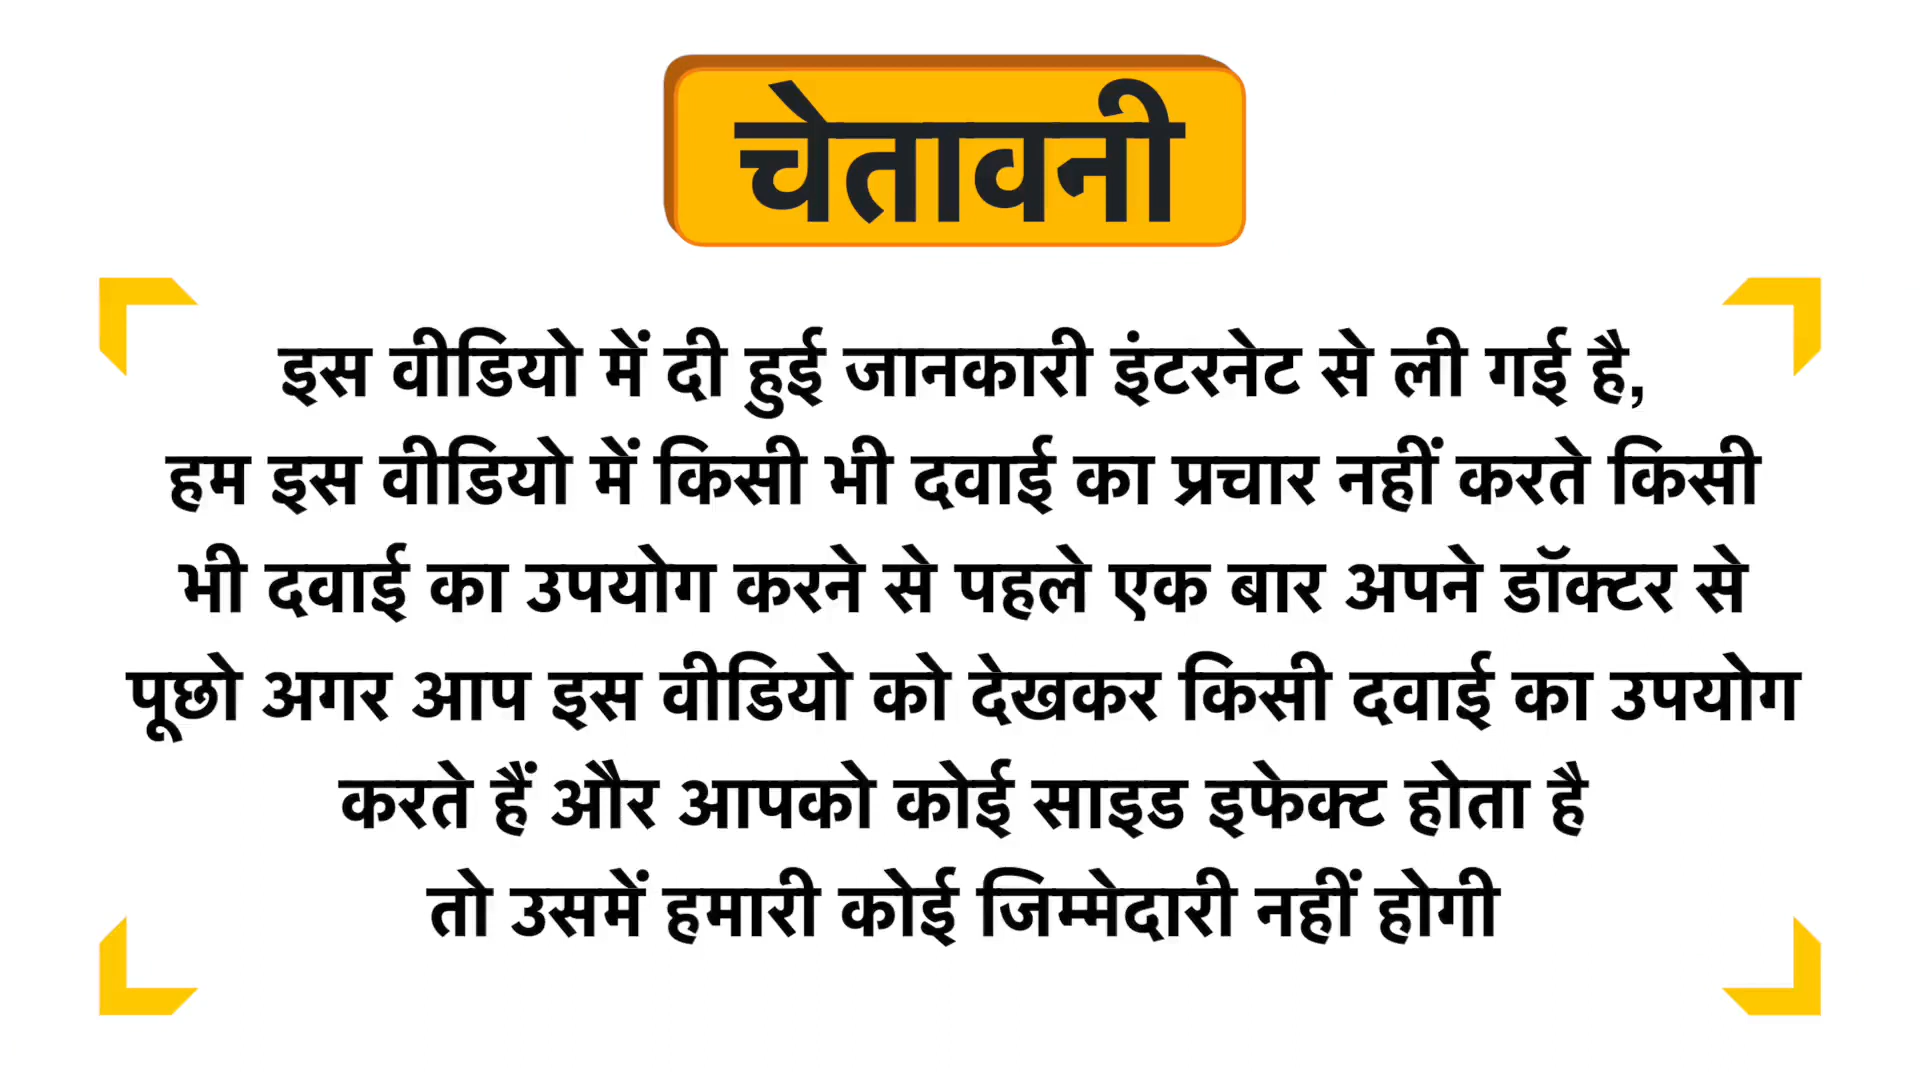 चेतावनी
इस वीडियो में दी हुई जानकारी इंटरनेट से ली गई है,
हम इस वीडियो में किसी भी दवाई का प्रचार नहीं करते किसी
भी दवाई का उपयोग करने से पहले एक बार अपने डॉक्टर से
पूछो अगर आप इस वीडियो को देखकर किसी दवाई का उपयोग
करते हैं और आपको कोई साइड इफेक्ट होता है
तो उसमें हमारी कोई जिम्मेदारी नहीं होगी